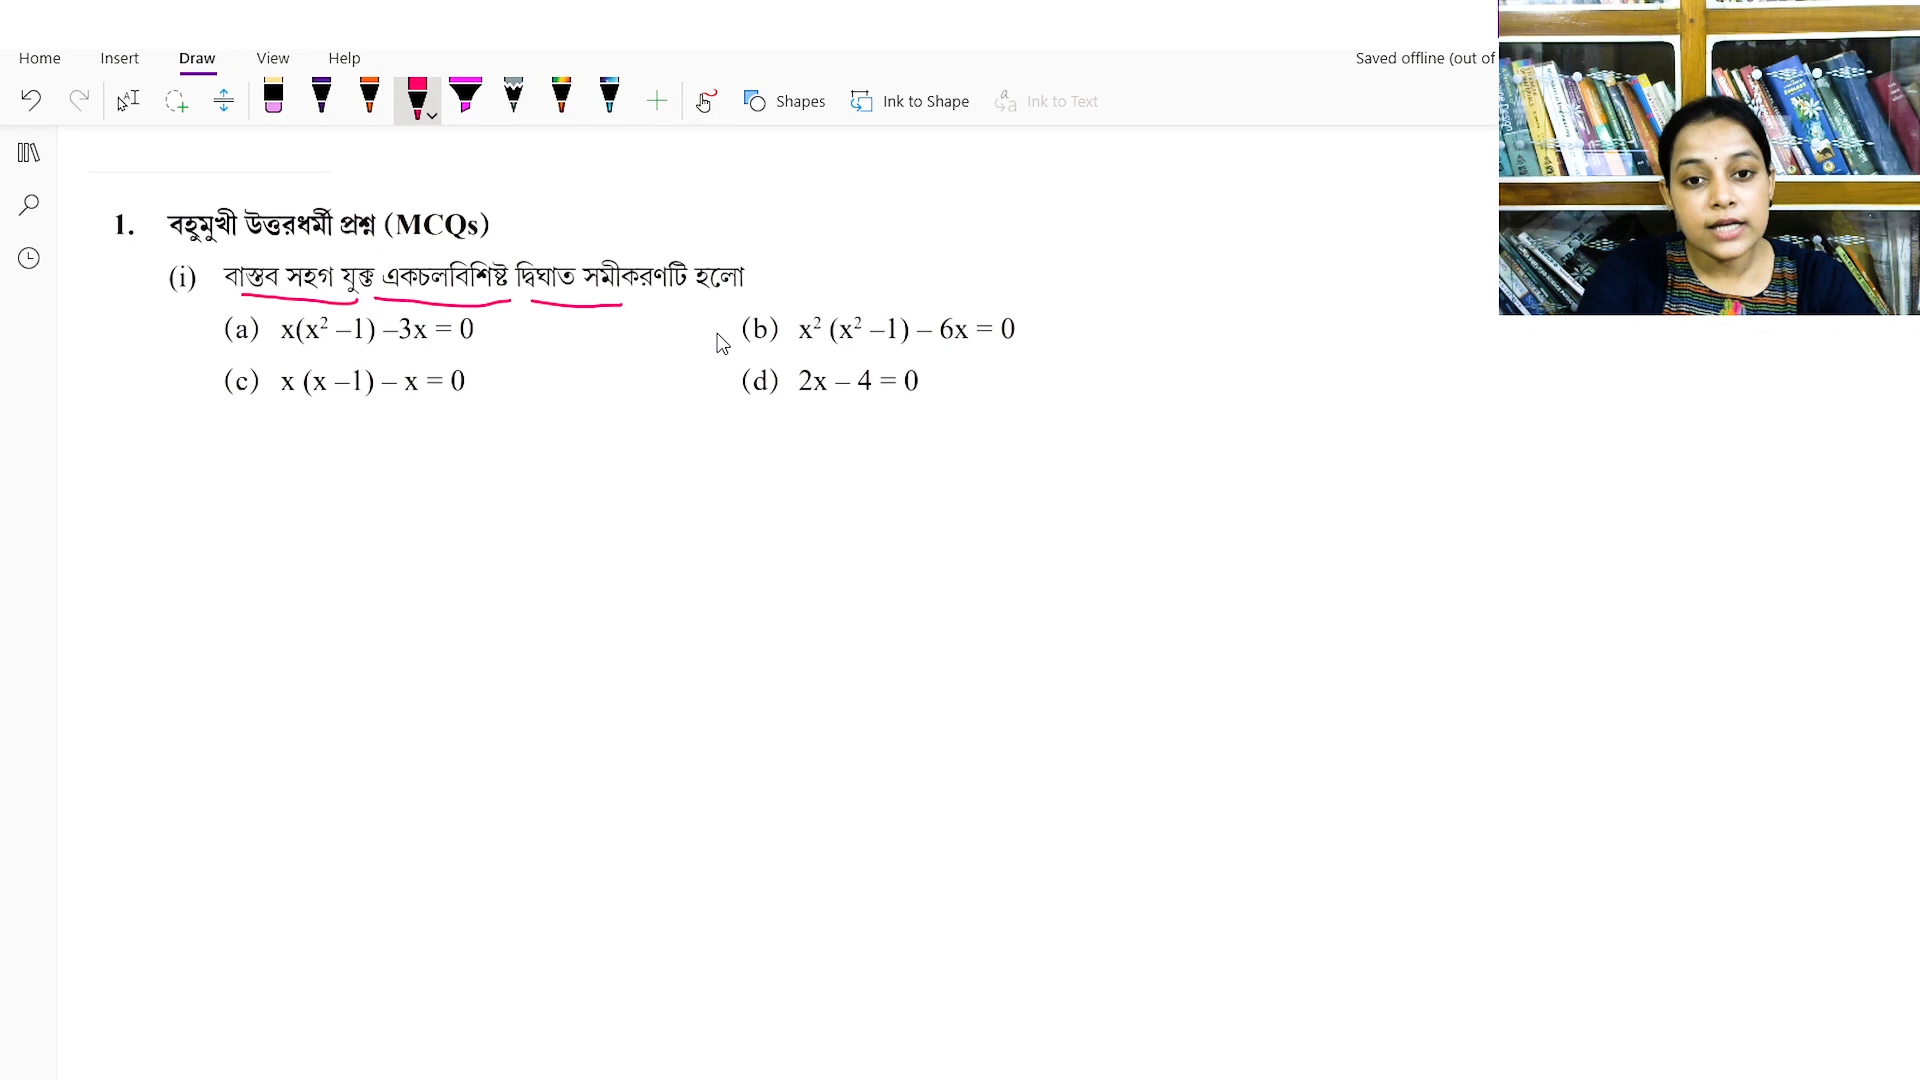 Home Insert Draw View Help
Saved offline (out of
Shapes Ink to Shape Ink to Text
1. বহুমুখী উত্তরধর্মী প্রশ্ন (MCQs)
(i) বাস্তব সহগ যুক্ত একচলবিশিষ্ট দ্বিঘাত সমীকরণটি হলো
(a) x(x² –1) –3x = 0 (b) x² (x² –1) – 6x = 0
(c) x (x –1) – x = 0 (d) 2x – 4 = 0